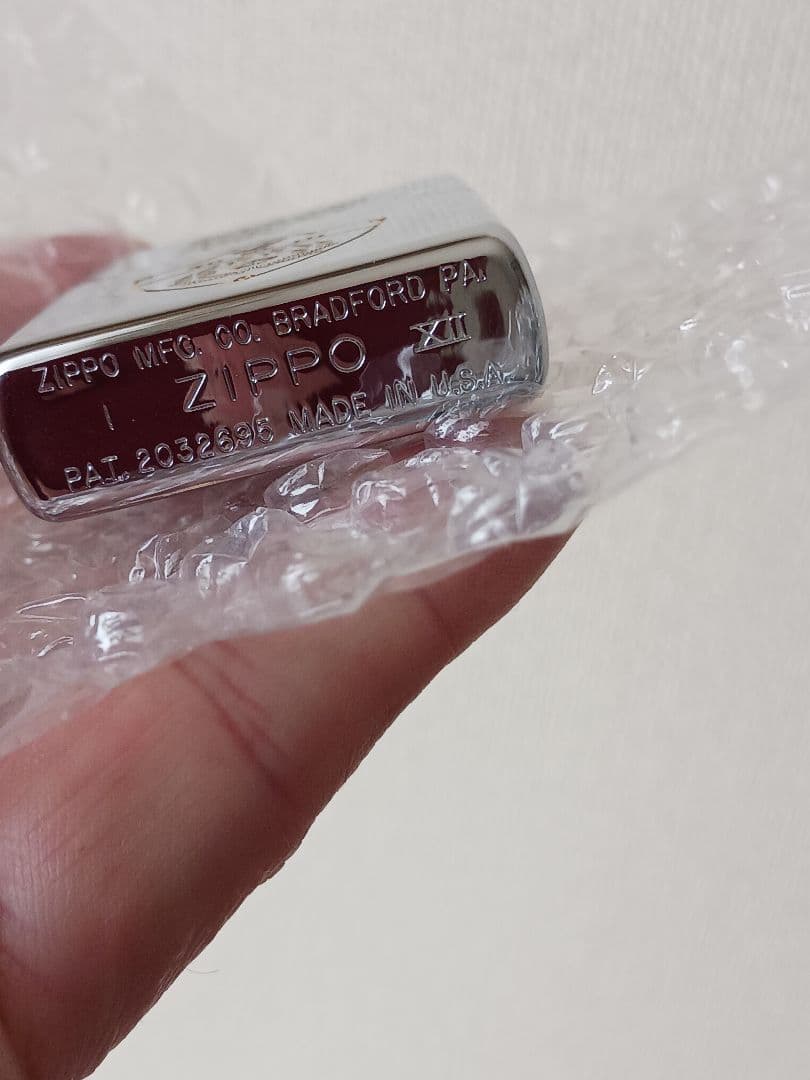 ZIPPO MFG. CO. BRADFORD PA.
I ZIPPO XII
PAT. 2032695 MADE IN U.S.A.